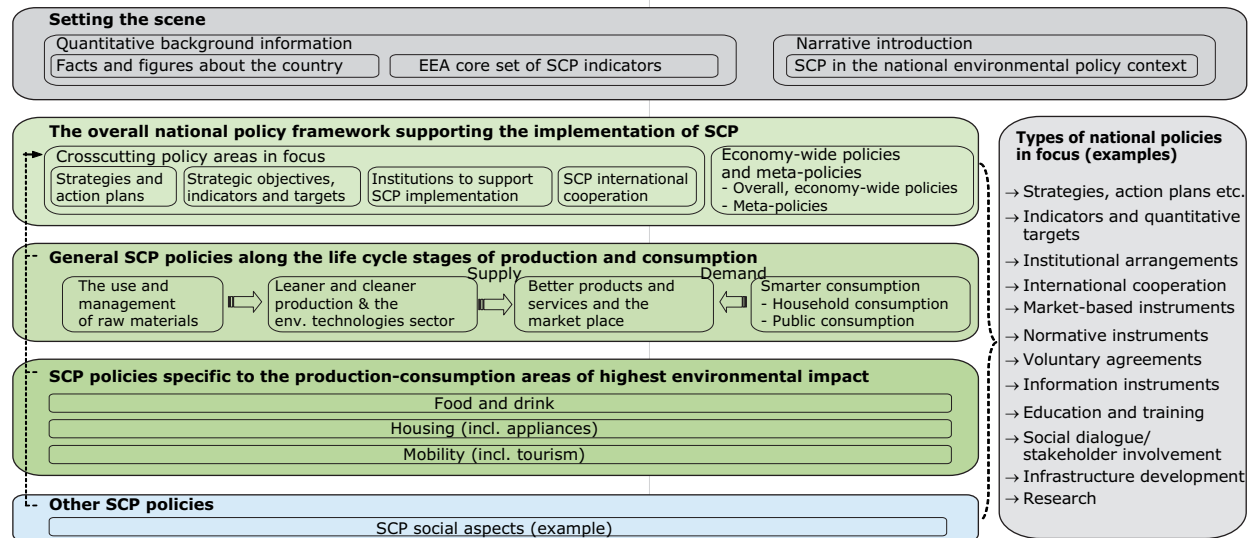 Setting the scene
Quantitative background information
Facts and figures about the country
EEA core set of SCP indicators
Narrative introduction
SCP in the national environmental policy context
The overall national policy framework supporting the implementation of SCP
Crosscutting policy areas in focus
Strategies and
action plans
Strategic objectives,
indicators and targets
Institutions to support
SCP implementation
SCP international
cooperation
Economy-wide policies
and meta-policies
- Overall, economy-wide policies
- Meta-policies
General SCP policies along the life cycle stages of production and consumption
The use and
management
of raw materials
Leaner and cleaner
production & the
env. technologies sector
Supply
Better products and
services and the
market place
Demand
Smarter consumption
- Household consumption
- Public consumption
SCP policies specific to the production-consumption areas of highest environmental impact
Food and drink
Housing (incl. appliances)
Mobility (incl. tourism)
Other SCP policies
SCP social aspects (example)
Types of national policies
in focus (examples)
→ Strategies, action plans etc.
→ Indicators and quantitative
targets
→ Institutional arrangements
→ International cooperation
→ Market-based instruments
→ Normative instruments
→ Voluntary agreements
→ Information instruments
→ Education and training
→ Social dialogue/
stakeholder involvement
→ Infrastructure development
→ Research